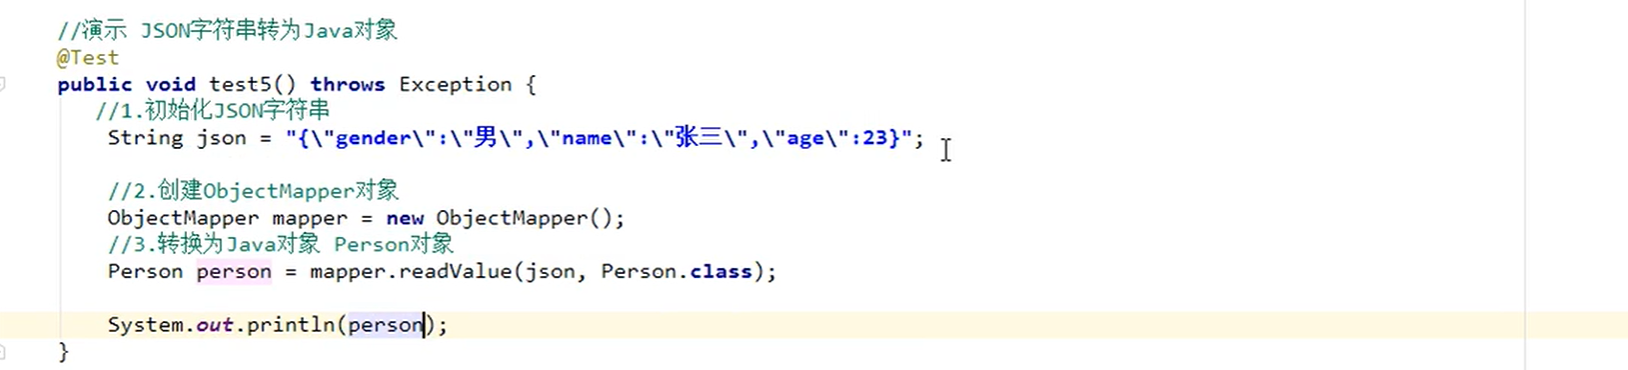 //演示 JSON字符串转为Java对象
@Test
public void test5() throws Exception {
//1.初始化JSON字符串
String json = "{\"gender\":\"男\",\"name\":\"张三\",\"age\":23}";
//2.创建ObjectMapper对象
ObjectMapper mapper = new ObjectMapper();
//3.转换为Java对象 Person对象
Person person = mapper.readValue(json, Person.class);
System.out.println(person);
}